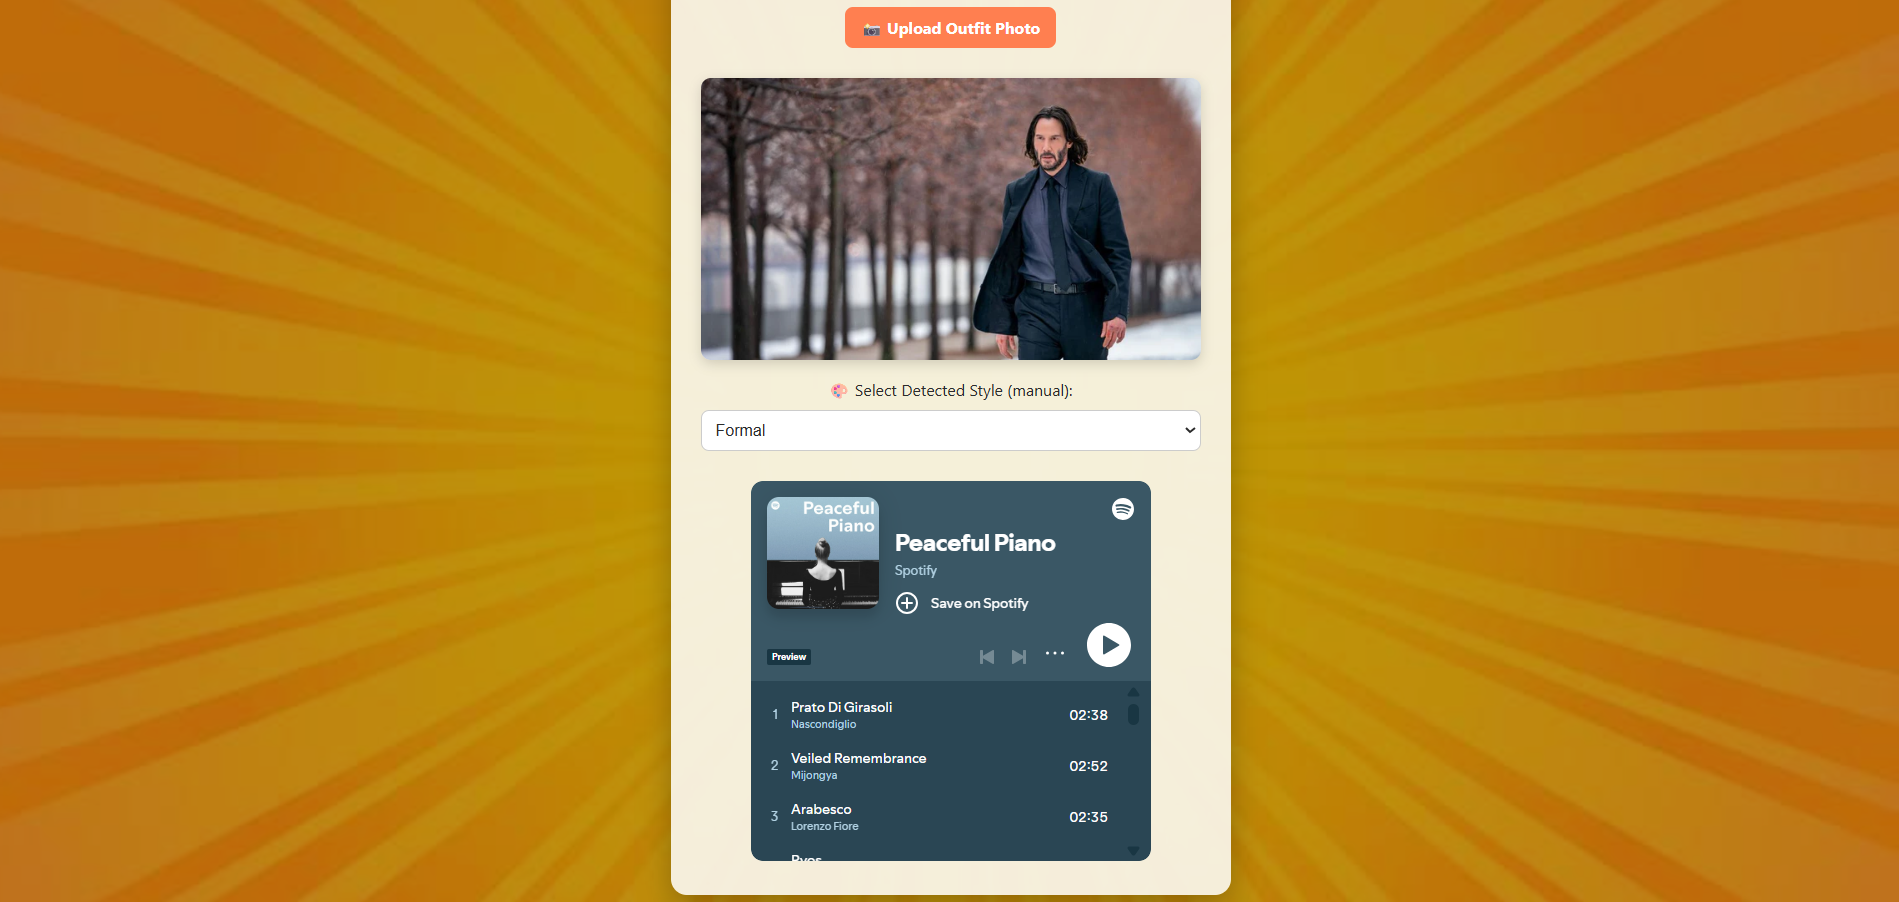 Upload Outfit Photo
Select Detected Style (manual):
Formal
Peaceful
Piano
Peaceful Piano
Spotify
Save on Spotify
Preview
1 Prato Di Girasoli 02:38
Nascondiglio
2 Veiled Remembrance 02:52
Mijongya
3 Arabesco 02:35
Lorenzo Fiore